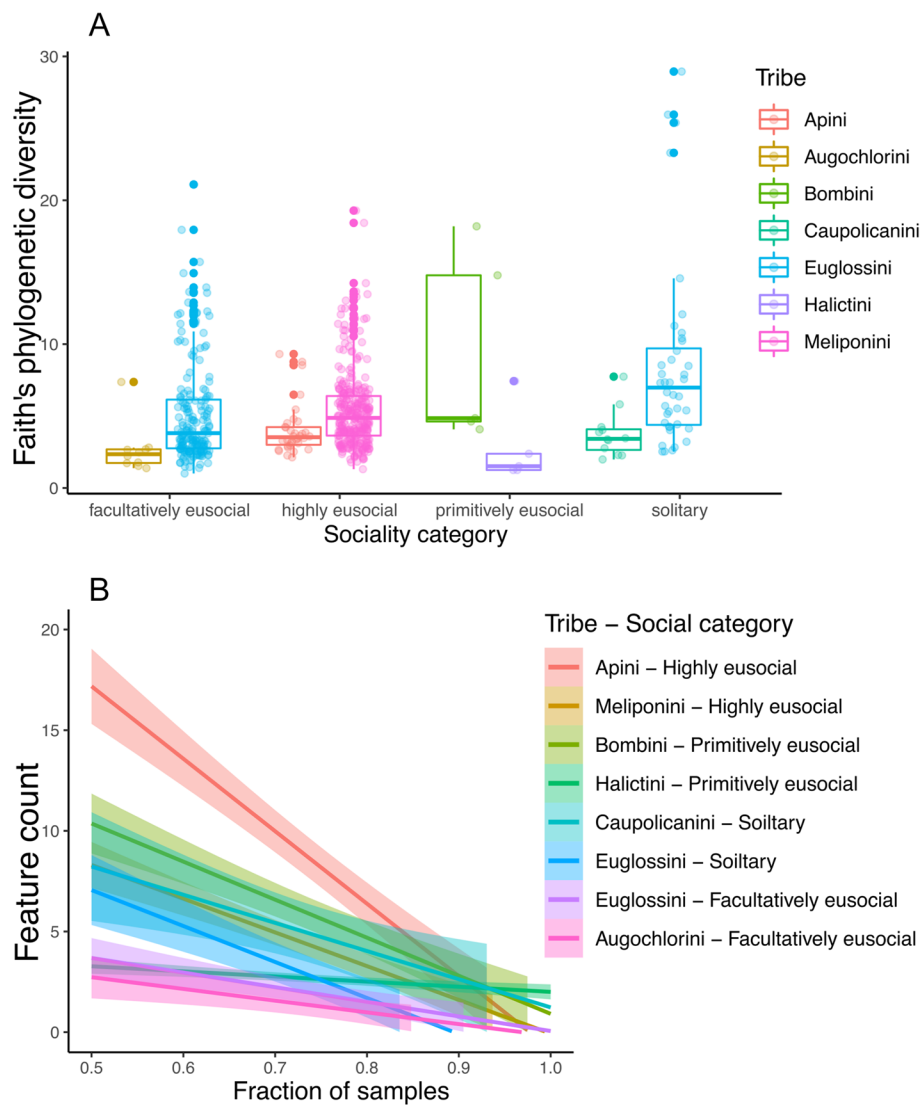 A
Faith's phylogenetic diversity
30
20
10
0
facultatively eusocial
highly eusocial
primitively eusocial
solitary
Sociality category
Tribe
Apini
Augochlorini
Bombini
Caupolicanini
Euglossini
Halictini
Meliponini
B
Feature count
20
15
10
5
0
0.5
0.6
0.7
0.8
0.9
1.0
Fraction of samples
Tribe − Social category
Apini − Highly eusocial
Meliponini − Highly eusocial
Bombini − Primitively eusocial
Halictini − Primitively eusocial
Caupolicanini − Soiltary
Euglossini − Soiltary
Euglossini − Facultatively eusocial
Augochlorini − Facultatively eusocial